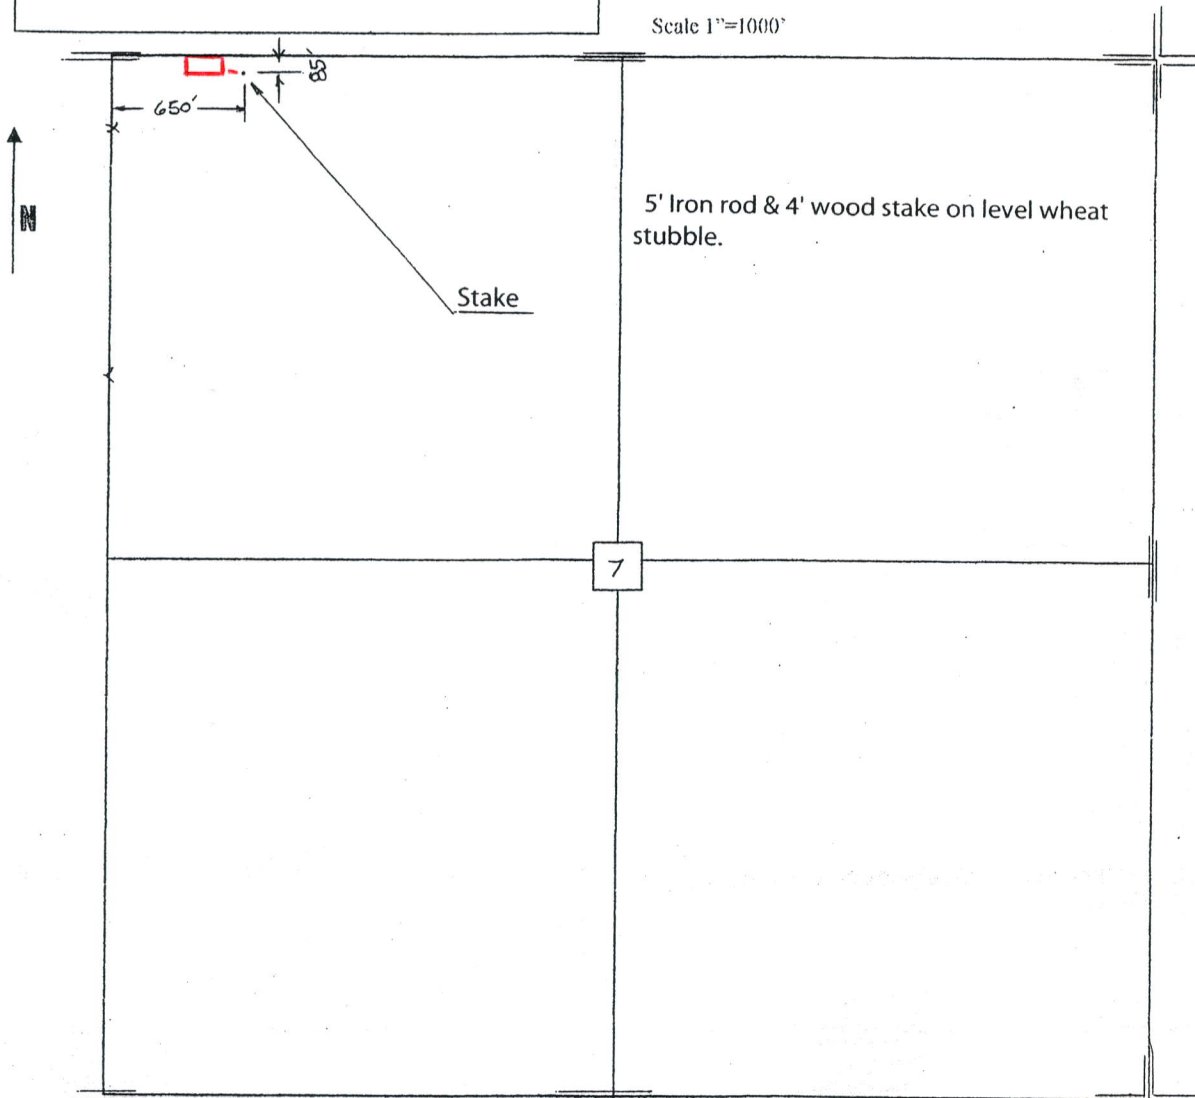 Scale 1"=1000'
85'
650'
N
5' Iron rod & 4' wood stake on level wheat
stubble.
Stake
7